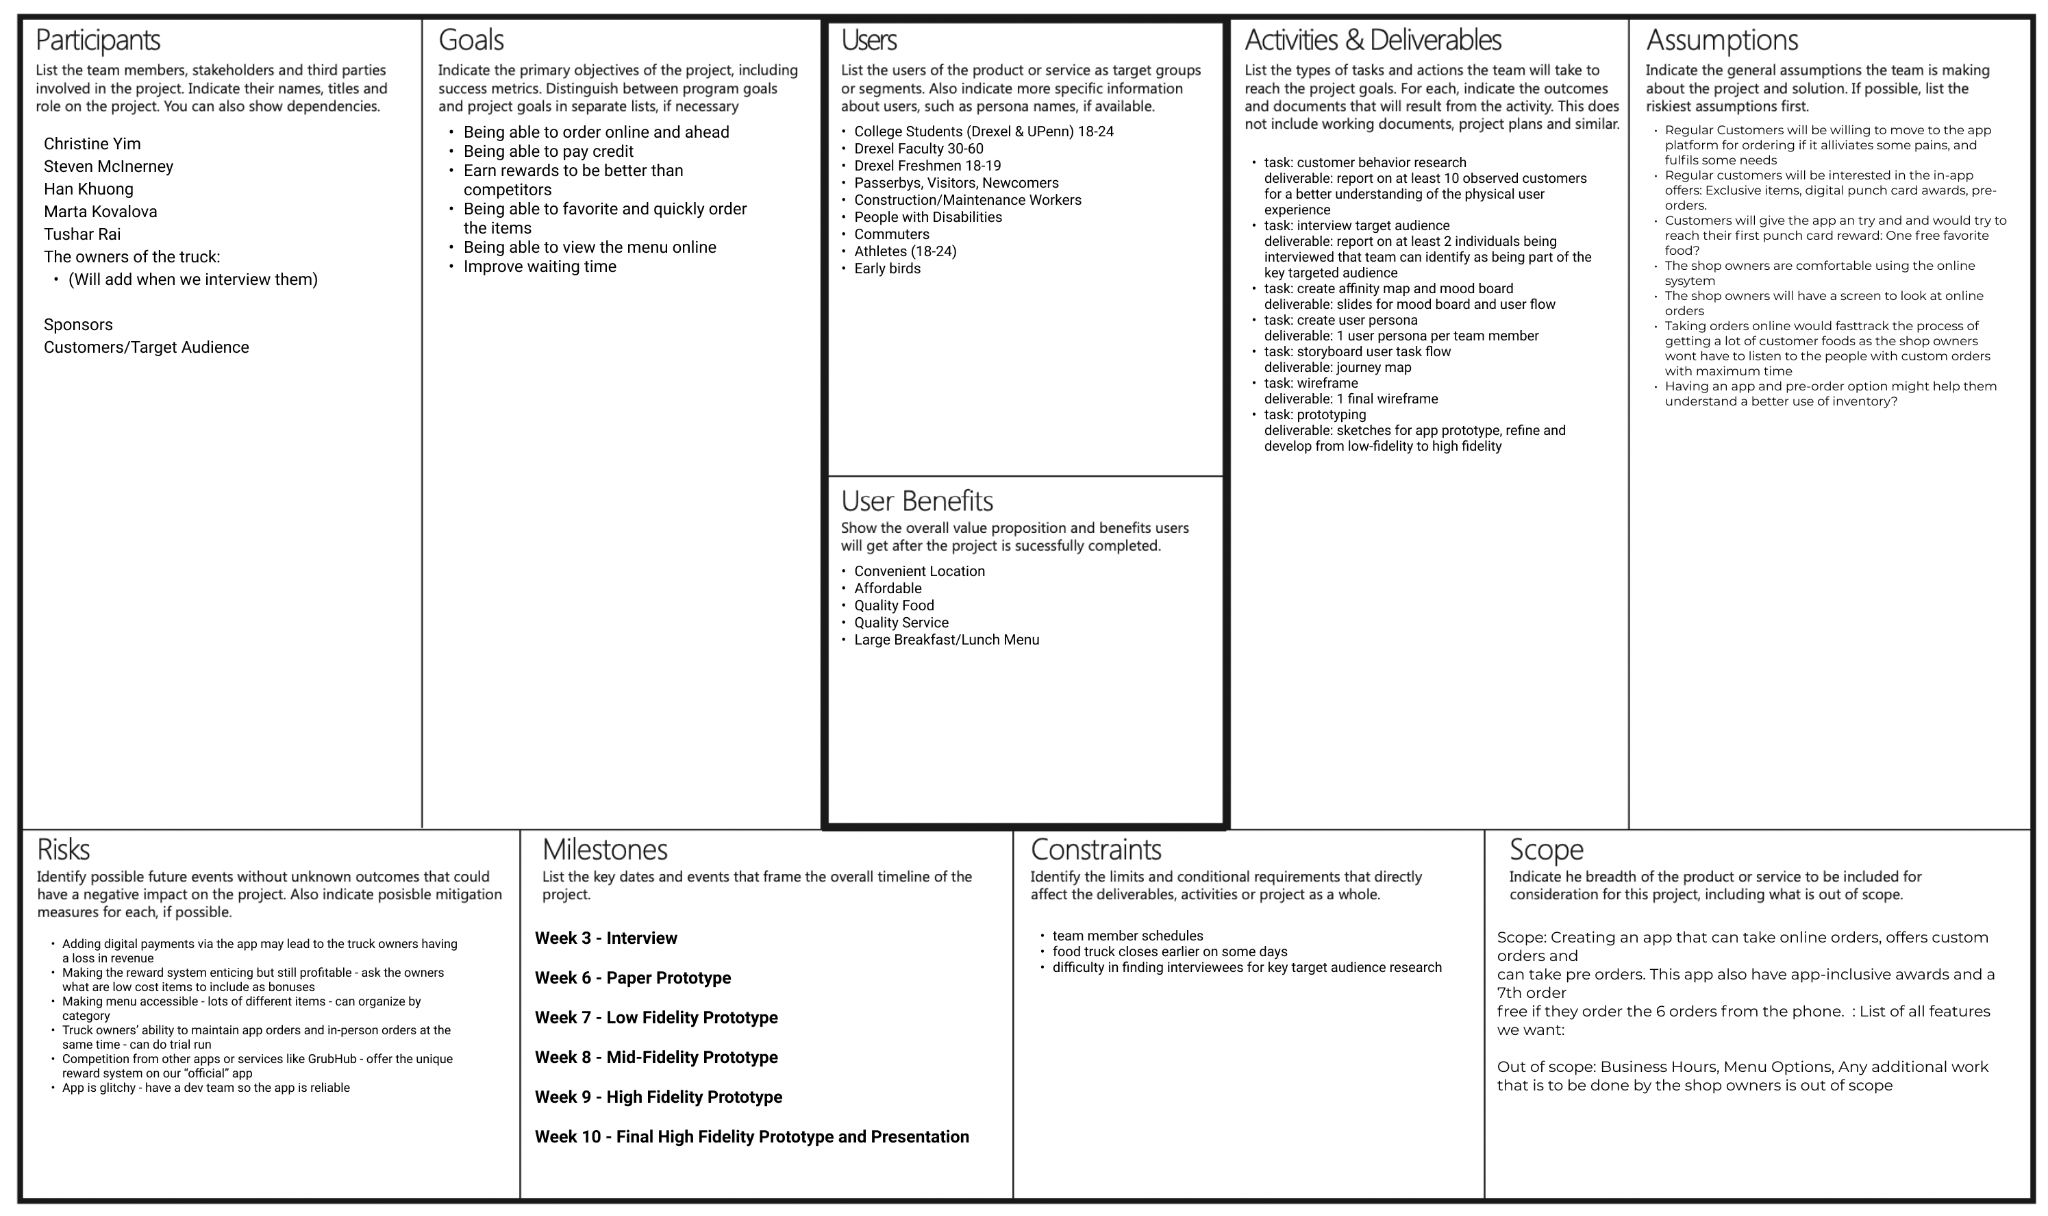 Participants
List the team members, stakeholders and third parties
involved in the project. Indicate their names, titles and
role on the project. You can also show dependencies.
Christine Yim
Steven McInerney
Han Khuong
Marta Kovalova
Tushar Rai
The owners of the truck:
• (Will add when we interview them)
Sponsors
Customers/Target Audience
Goals
Indicate the primary objectives of the project, including
success metrics. Distinguish between program goals
and project goals in separate lists, if necessary
• Being able to order online and ahead
• Being able to pay credit
• Earn rewards to be better than
competitors
• Being able to favorite and quickly order
the items
• Being able to view the menu online
• Improve waiting time
Users
List the users of the product or service as target groups
or segments. Also indicate more specific information
about users, such as persona names, if available.
• College Students (Drexel & UPenn) 18-24
• Drexel Faculty 30-60
• Drexel Freshmen 18-19
• Passerbys, Visitors, Newcomers
• Construction/Maintenance Workers
• People with Disabilities
• Commuters
• Athletes (18-24)
• Early birds
User Benefits
Show the overall value proposition and benefits users
will get after the project is sucessfully completed.
• Convenient Location
• Affordable
• Quality Food
• Quality Service
• Large Breakfast/Lunch Menu
Activities & Deliverables
List the types of tasks and actions the team will take to
reach the project goals. For each, indicate the outcomes
and documents that will result from the activity. This does
not include working documents, project plans and similar.
• task: customer behavior research
deliverable: report on at least 10 observed customers
for a better understanding of the physical user
experience
• task: interview target audience
deliverable: report on at least 2 individuals being
interviewed that team can identify as being part of the
key targeted audience
• task: create affinity map and mood board
deliverable: slides for mood board and user flow
• task: create user persona
deliverable: 1 user persona per team member
• task: storyboard user task flow
deliverable: journey map
• task: wireframe
deliverable: 1 final wireframe
• task: prototyping
deliverable: sketches for app prototype, refine and
develop from low-fidelity to high fidelity
Assumptions
Indicate the general assumptions the team is making
about the project and solution. If possible, list the
riskiest assumptions first.
• Regular Customers will be willing to move to the app
platform for ordering if it alliviates some pains, and
fulfils some needs
• Regular customers will be interested in the in-app
offers: Exclusive items, digital punch card awards, pre-
orders.
• Customers will give the app an try and and would try to
reach their first punch card reward: One free favorite
food?
• The shop owners are comfortable using the online
sysytem
• The shop owners will have a screen to look at online
orders
• Taking orders online would fasttrack the process of
getting a lot of customer foods as the shop owners
wont have to listen to the people with custom orders
with maximum time
• Having an app and pre-order option might help them
understand a better use of inventory?
Risks
Identify possible future events without unknown outcomes that could
have a negative impact on the project. Also indicate posisble mitigation
measures for each, if possible.
• Adding digital payments via the app may lead to the truck owners having
a loss in revenue
• Making the reward system enticing but still profitable - ask the owners
what are low cost items to include as bonuses
• Making menu accessible - lots of different items - can organize by
category
• Truck owners’ ability to maintain app orders and in-person orders at the
same time - can do trial run
• Competition from other apps or services like GrubHub - offer the unique
reward system on our “official” app
• App is glitchy - have a dev team so the app is reliable
Milestones
List the key dates and events that frame the overall timeline of the
project.
Week 3 - Interview
Week 6 - Paper Prototype
Week 7 - Low Fidelity Prototype
Week 8 - Mid-Fidelity Prototype
Week 9 - High Fidelity Prototype
Week 10 - Final High Fidelity Prototype and Presentation
Constraints
Identify the limits and conditional requirements that directly
affect the deliverables, activities or project as a whole.
• team member schedules
• food truck closes earlier on some days
• difficulty in finding interviewees for key target audience research
Scope
Indicate he breadth of the product or service to be included for
consideration for this project, including what is out of scope.
Scope: Creating an app that can take online orders, offers custom
orders and
can take pre orders. This app also have app-inclusive awards and a
7th order
free if they order the 6 orders from the phone.  : List of all features
we want:
Out of scope: Business Hours, Menu Options, Any additional work
that is to be done by the shop owners is out of scope